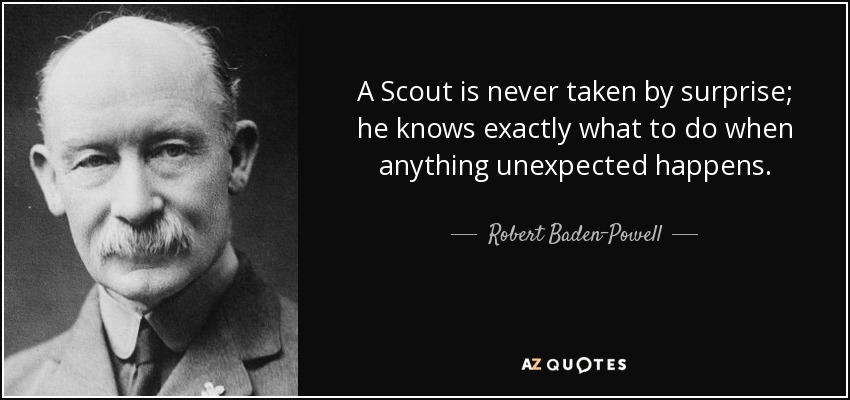 A Scout is never taken by surprise;
he knows exactly what to do when
anything unexpected happens.
Robert Baden-Powell
AZ QUOTES